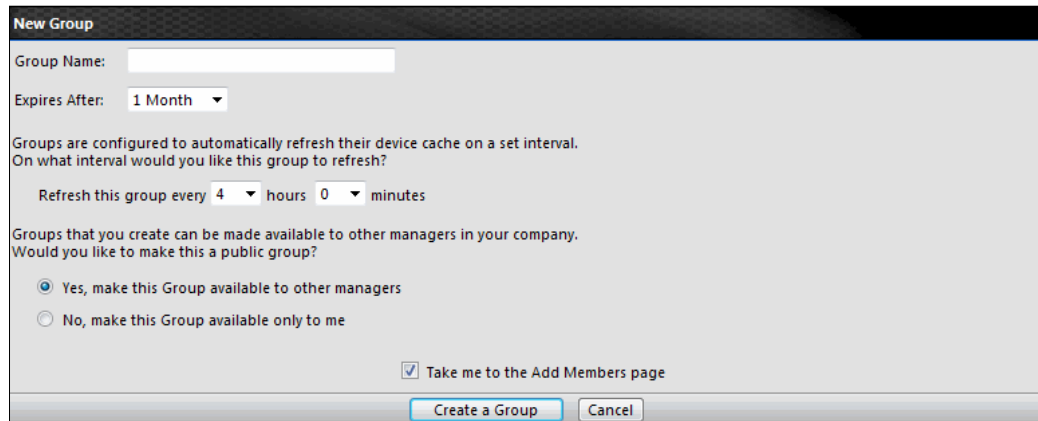 New Group
Group Name:
Expires After: 1 Month
Groups are configured to automatically refresh their device cache on a set interval.
On what interval would you like this group to refresh?
Refresh this group every 4 hours 0 minutes
Groups that you create can be made available to other managers in your company.
Would you like to make this a public group?
Yes, make this Group available to other managers
No, make this Group available only to me
Take me to the Add Members page
Create a Group Cancel